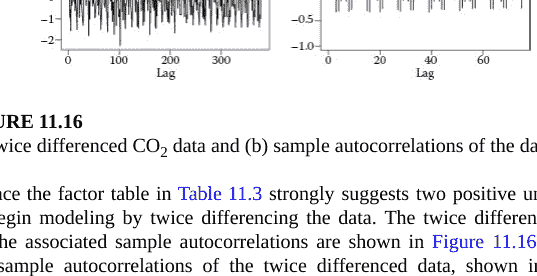 −1 −0.5
−2 −1.0
0 100 200 300 0 20 40 60
Lag Lag
URE 11.16
wice differenced CO2 data and (b) sample autocorrelations of the da
ce the factor table in Table 11.3 strongly suggests two positive u
egin modeling by twice differencing the data. The twice differen
he associated sample autocorrelations are shown in Figure 11.16
sample autocorrelations of the twice differenced data, shown i